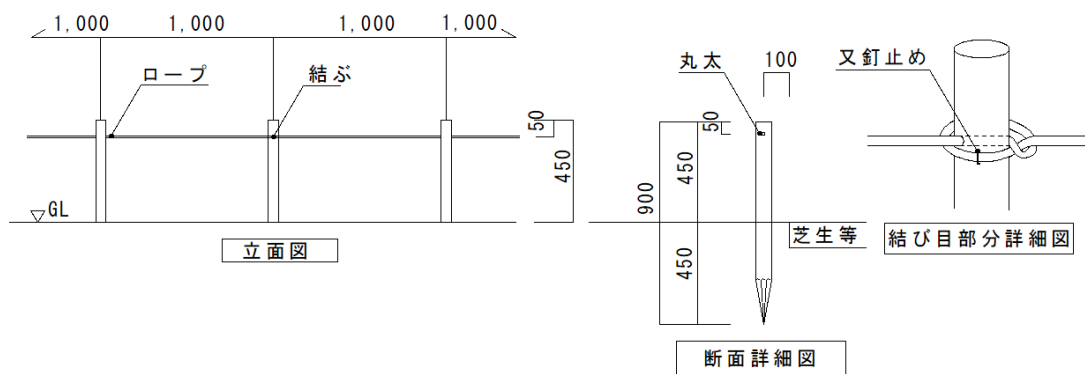 1,000 1,000 1,000 1,000
ロープ
結ぶ
50
450
GL
立面図
丸太
100
50
900
450
450
芝生等
断面詳細図
又釘止め
結び目部分詳細図